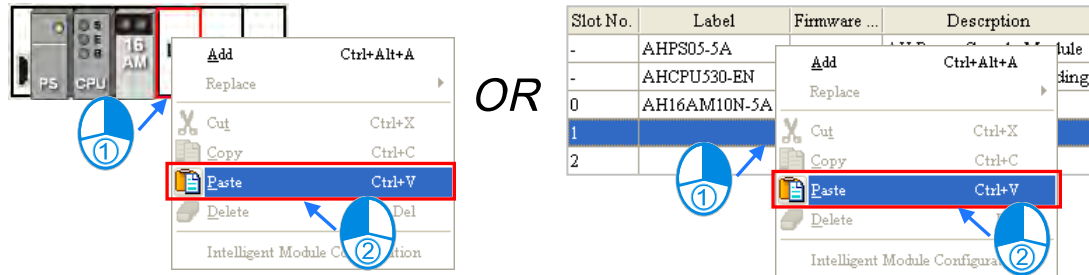 PS CPU 16 AM
Add Ctrl+Alt+A
Replace
Cut Ctrl+X
Copy Ctrl+C
Paste Ctrl+V
Delete Del
Intelligent Module
① ②
OR
Slot No. Label Firmware ... Descrption
- AHPS05-5A
- AHCPU530-EN
0 AH16AM10N-5A
1
2
Add Ctrl+Alt+A
Replace
Cut Ctrl+X
Copy Ctrl+C
Paste Ctrl+V
Delete
Intelligent Module Configura
① ②